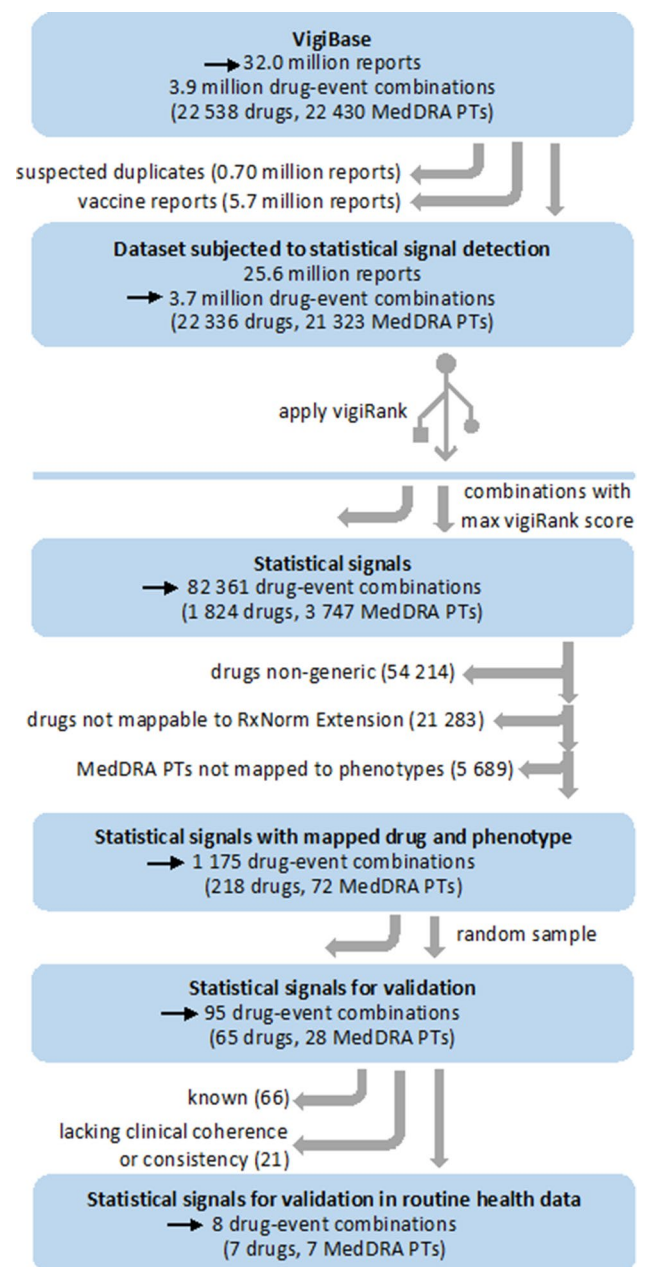 VigiBase
32.0 million reports
3.9 million drug-event combinations
(22 538 drugs, 22 430 MedDRA PTs)
suspected duplicates (0.70 million reports)
vaccine reports (5.7 million reports)
Dataset subjected to statistical signal detection
25.6 million reports
3.7 million drug-event combinations
(22 336 drugs, 21 323 MedDRA PTs)
apply vigiRank
combinations with
max vigiRank score
Statistical signals
82 361 drug-event combinations
(1 824 drugs, 3 747 MedDRA PTs)
drugs non-generic (54 214)
drugs not mappable to RxNorm Extension (21 283)
MedDRA PTs not mapped to phenotypes (5 689)
Statistical signals with mapped drug and phenotype
1 175 drug-event combinations
(218 drugs, 72 MedDRA PTs)
random sample
Statistical signals for validation
95 drug-event combinations
(65 drugs, 28 MedDRA PTs)
known (66)
lacking clinical coherence
or consistency (21)
Statistical signals for validation in routine health data
8 drug-event combinations
(7 drugs, 7 MedDRA PTs)